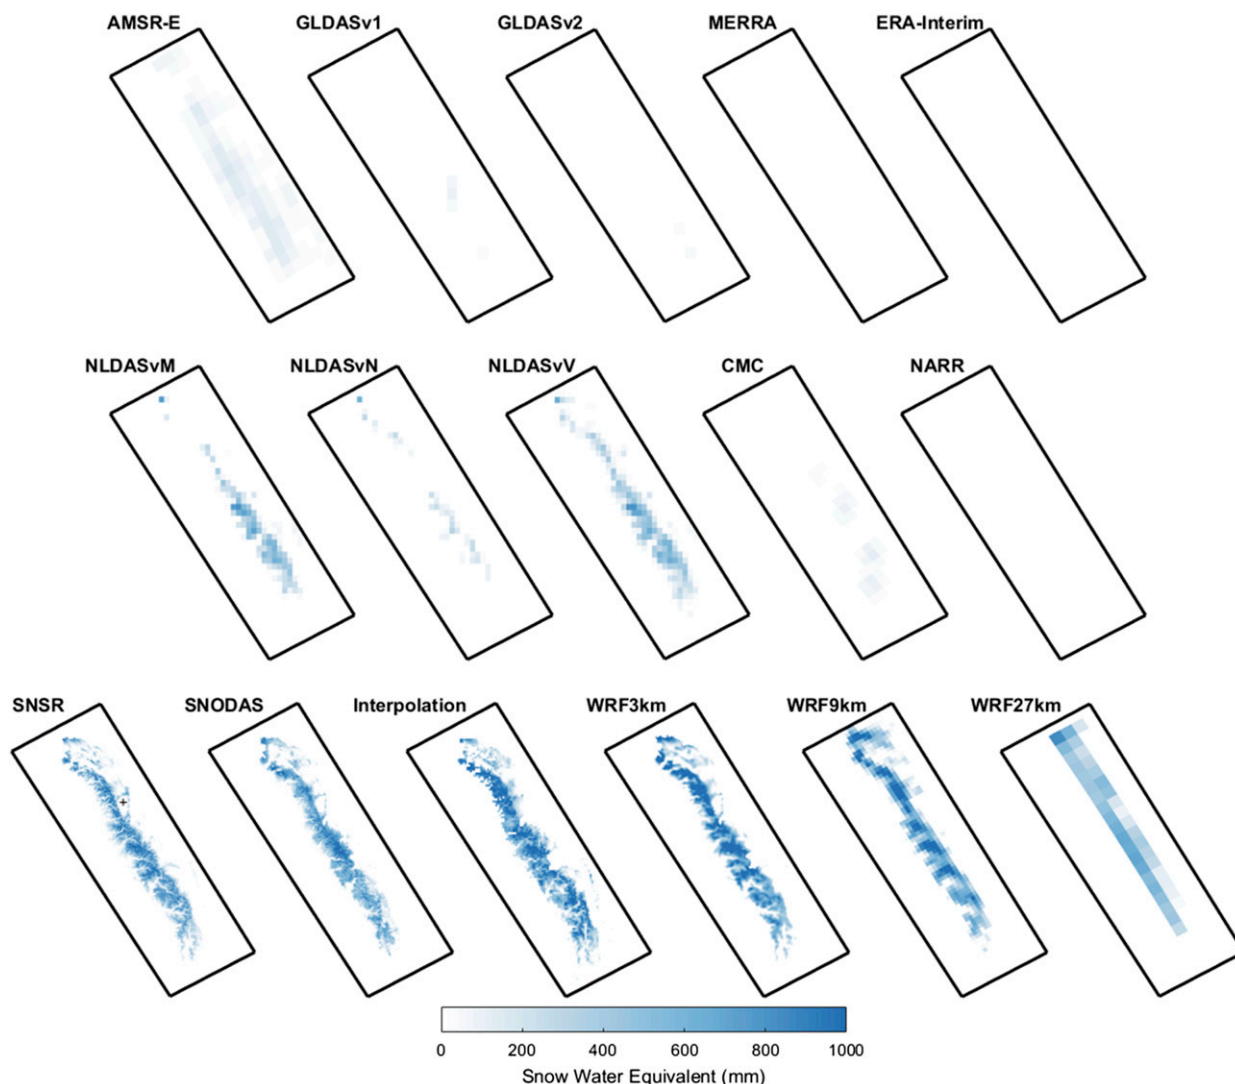 AMSR-E GLDASv1 GLDASv2 MERRA ERA-Interim
NLDASvM NLDASvN NLDASvV CMC NARR
SNSR SNODAS Interpolation WRF3km WRF9km WRF27km
0 200 400 600 800 1000
Snow Water Equivalent (mm)